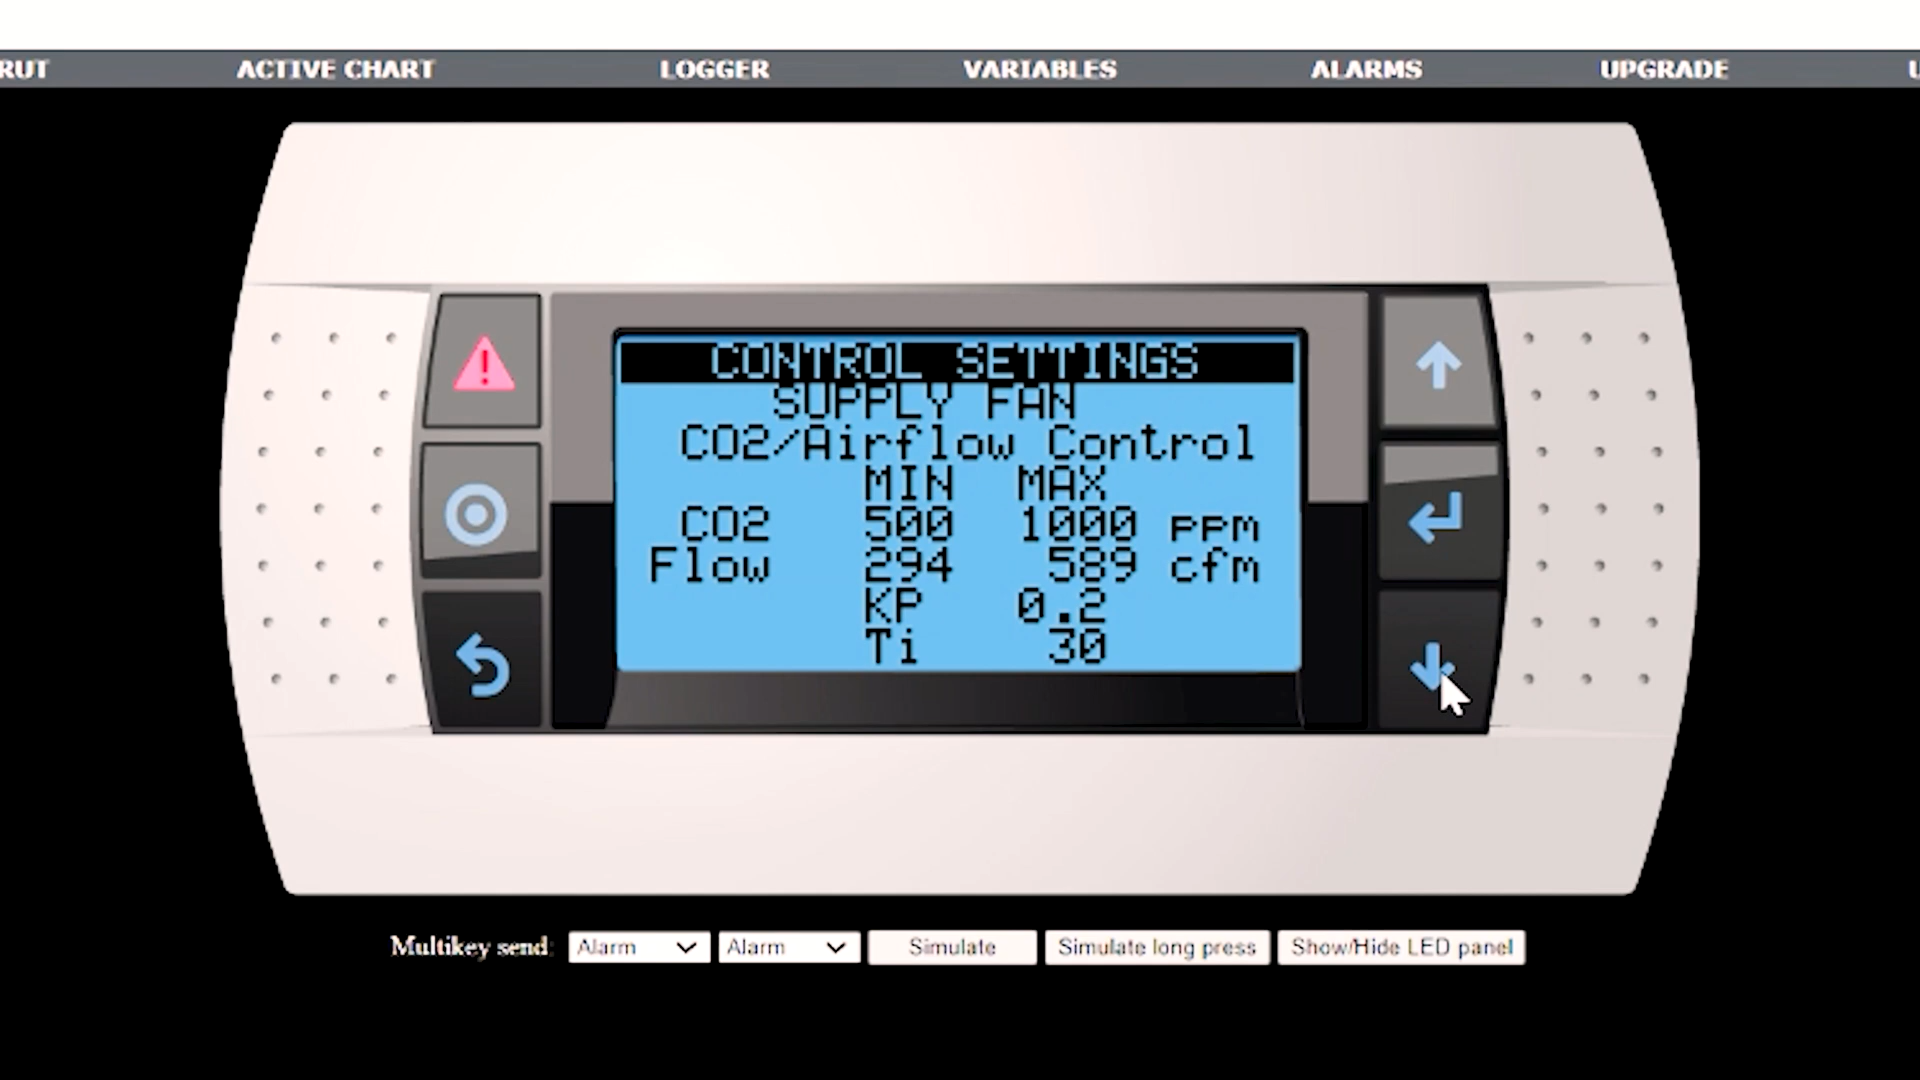 RUT ACTIVE CHART LOGGER VARIABLES ALARMS UPGRADE
CONTROL SETTINGS
SUPPLY FAN
CO2/Airflow Control
MIN MAX
CO2 500 1000 ppm
Flow 294 589 cfm
KP 0.2
Ti 30
Multikey send: Alarm Alarm Simulate Simulate long press Show/Hide LED panel